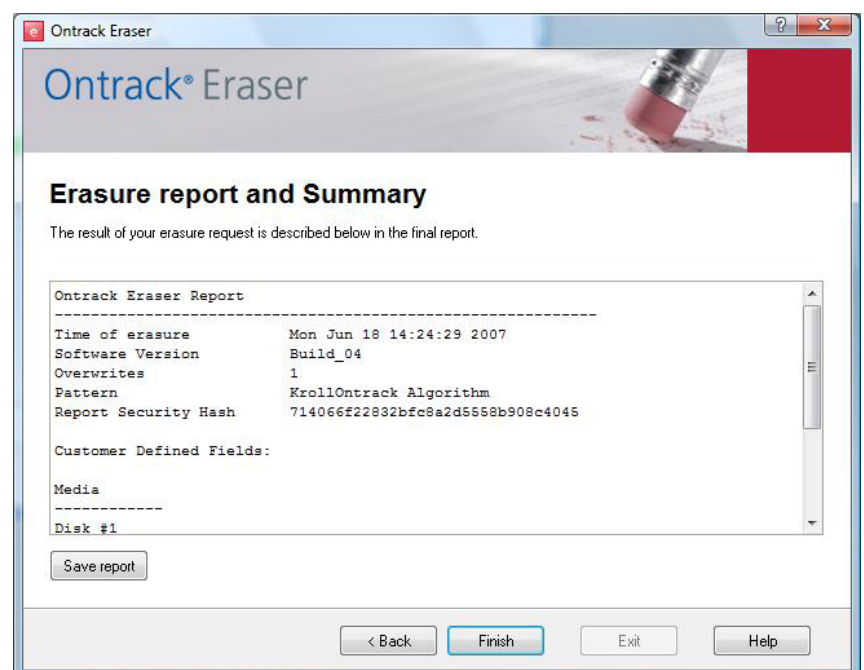 Ontrack Eraser
Ontrack® Eraser
Erasure report and Summary
The result of your erasure request is described below in the final report.
Ontrack Eraser Report
------------------------------------------------------------
Time of erasure Mon Jun 18 14:24:29 2007
Software Version Build_04
Overwrites 1
Pattern KrollOntrack Algorithm
Report Security Hash 714066f22832bfc8a2d5558b908c4045
Customer Defined Fields:
Media
------------
Disk #1
Save report
< Back Finish Exit Help